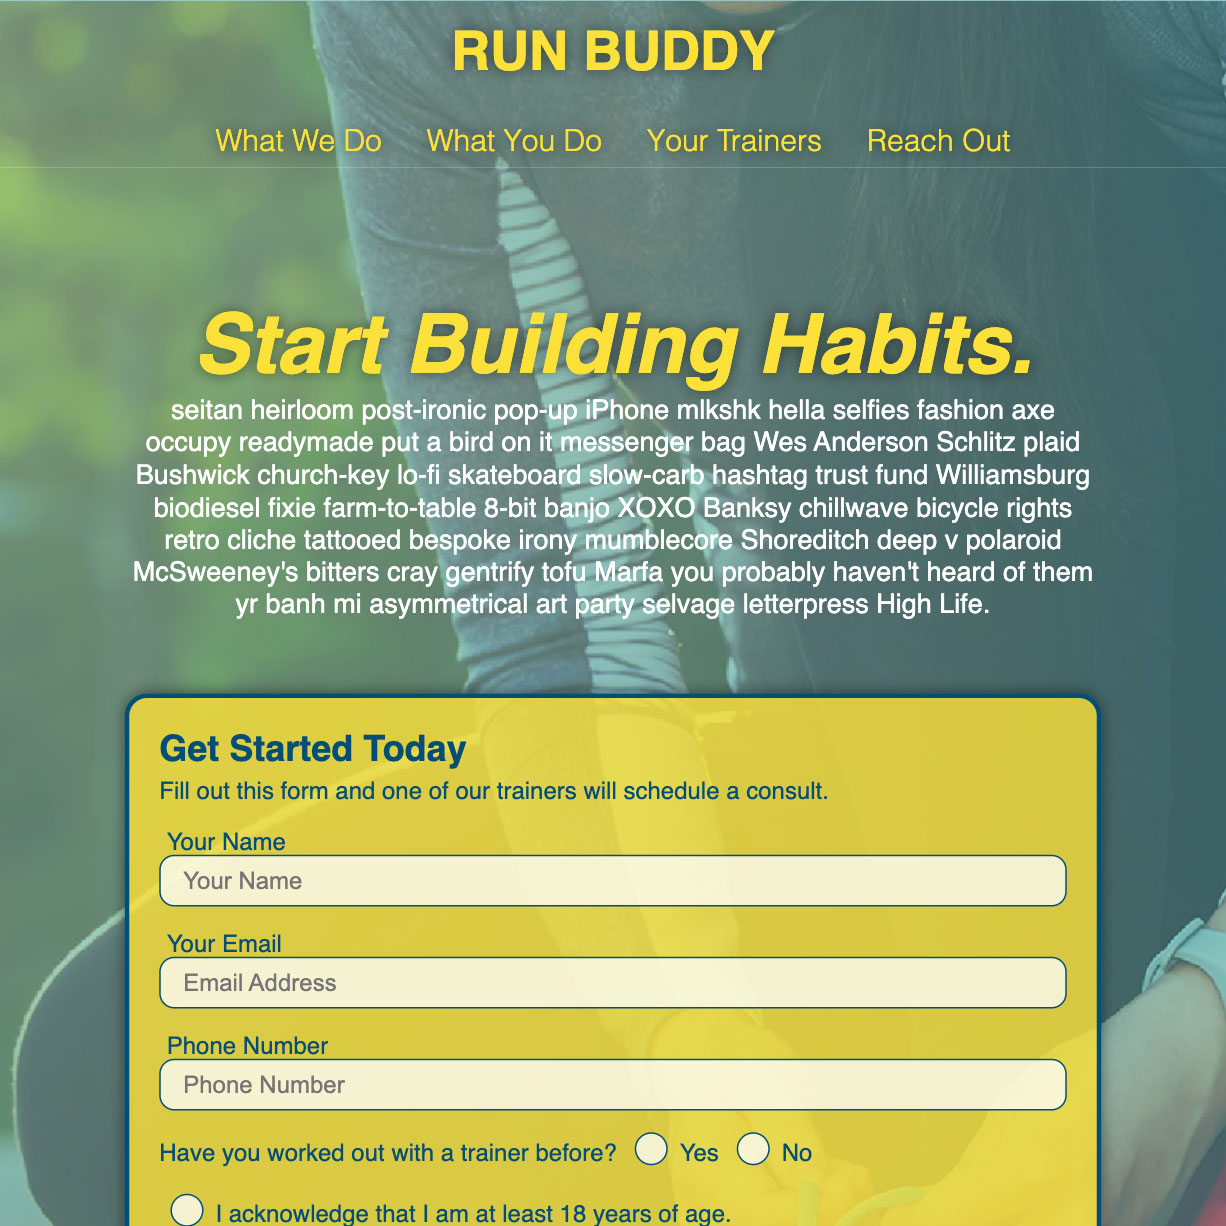 RUN BUDDY
What We Do What You Do Your Trainers Reach Out
Start Building Habits.
seitan heirloom post-ironic pop-up iPhone mlkshk hella selfies fashion axe
occupy readymade put a bird on it messenger bag Wes Anderson Schlitz plaid
Bushwick church-key lo-fi skateboard slow-carb hashtag trust fund Williamsburg
biodiesel fixie farm-to-table 8-bit banjo XOXO Banksy chillwave bicycle rights
retro cliche tattooed bespoke irony mumblecore Shoreditch deep v polaroid
McSweeney's bitters cray gentrify tofu Marfa you probably haven't heard of them
yr banh mi asymmetrical art party selvage letterpress High Life.
Get Started Today
Fill out this form and one of our trainers will schedule a consult.
Your Name
Your Name
Your Email
Email Address
Phone Number
Phone Number
Have you worked out with a trainer before? Yes No
I acknowledge that I am at least 18 years of age.